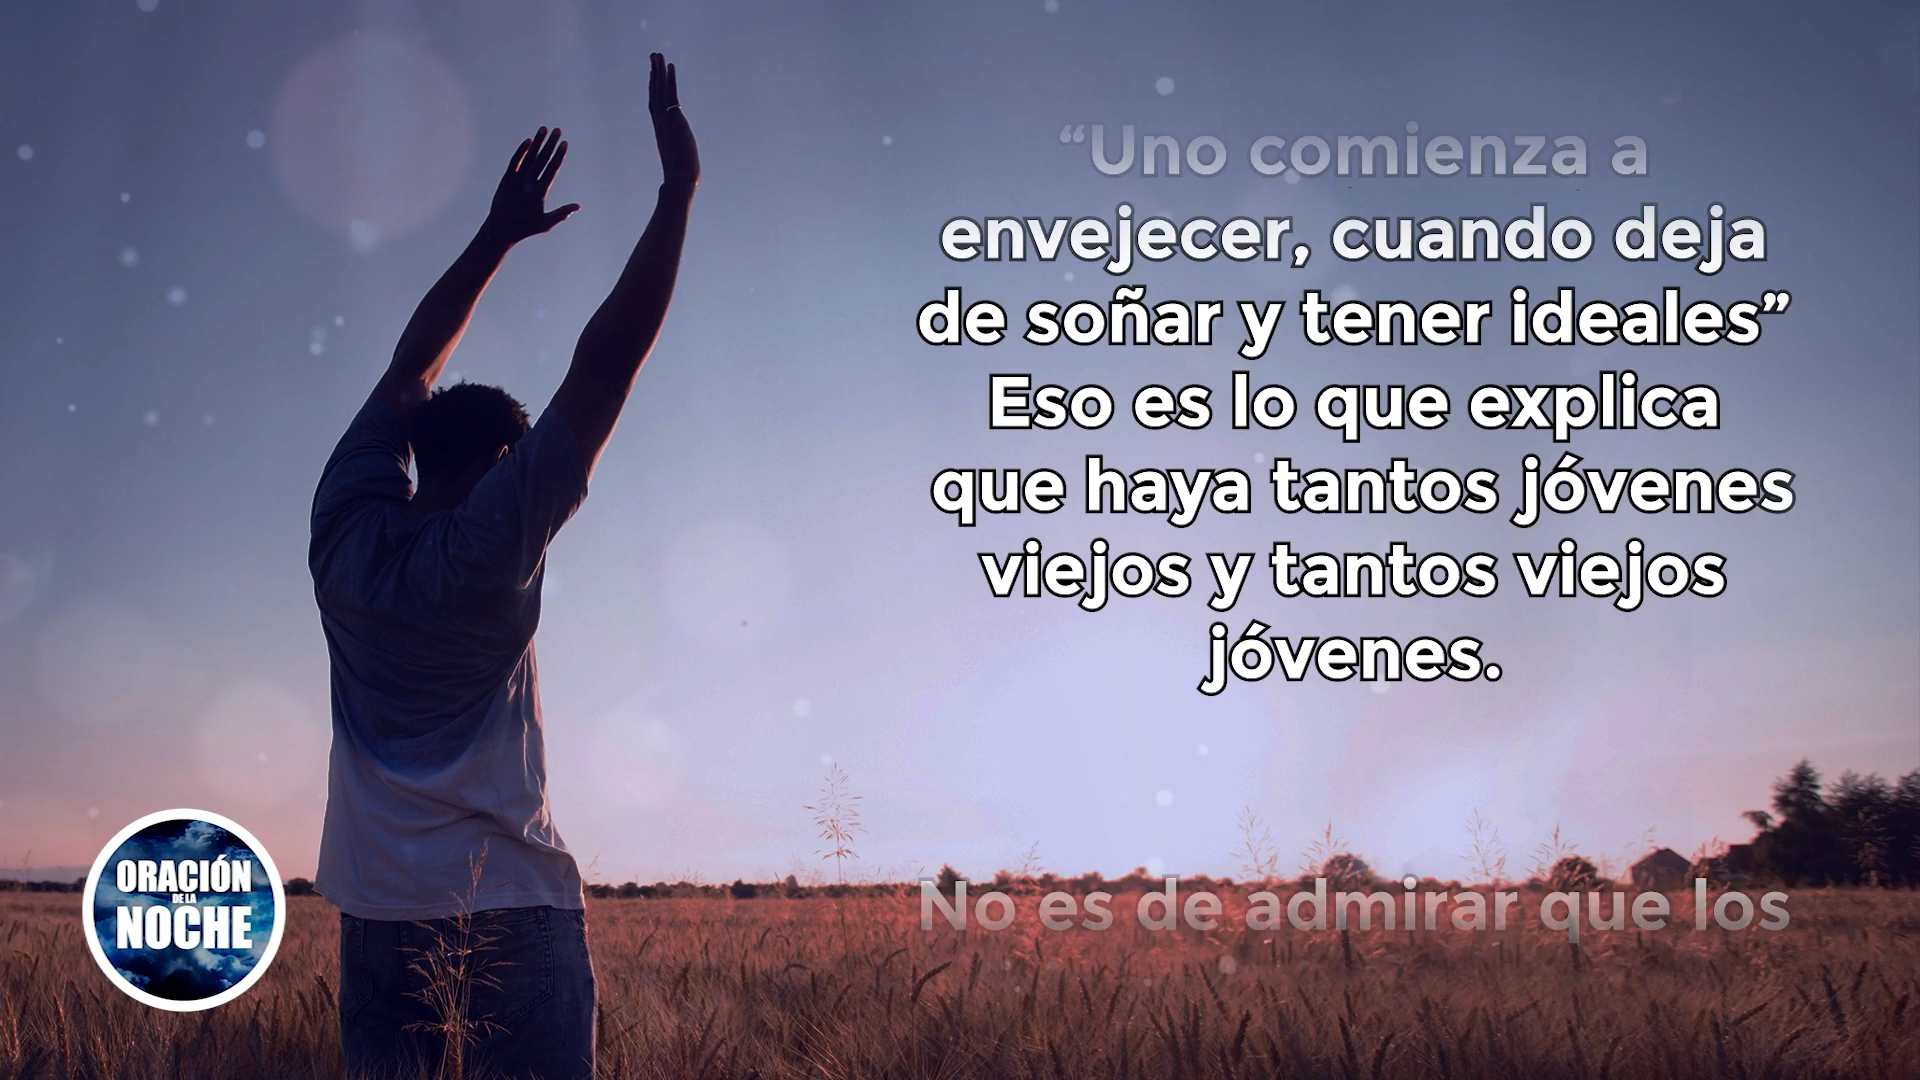 “Uno comienza a
envejecer, cuando deja
de soñar y tener ideales”
Eso es lo que explica
que haya tantos jóvenes
viejos y tantos viejos
jóvenes.
No es de admirar que los
ORACIÓN
DE LA
NOCHE